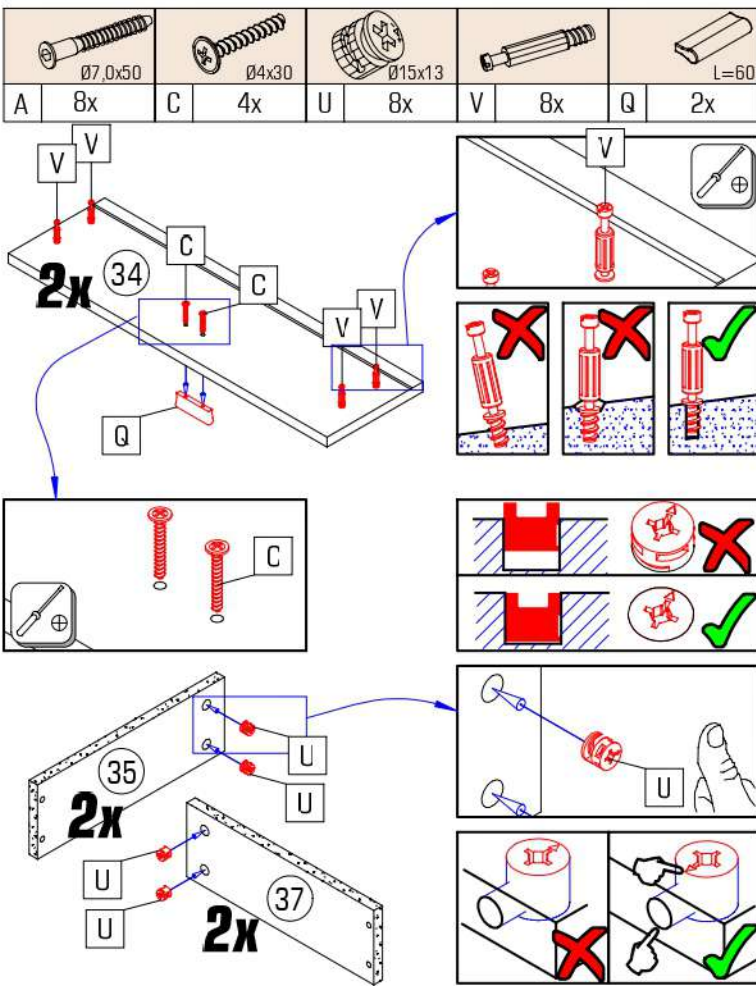 Ø7,0x50
Ø4x30
Ø15x13
L=60
A 8x C 4x U 8x V 8x Q 2x
V
V
V
C
C
2x 34
V
V
Q
C
U
U
35
2x
U
U
U
37
2x